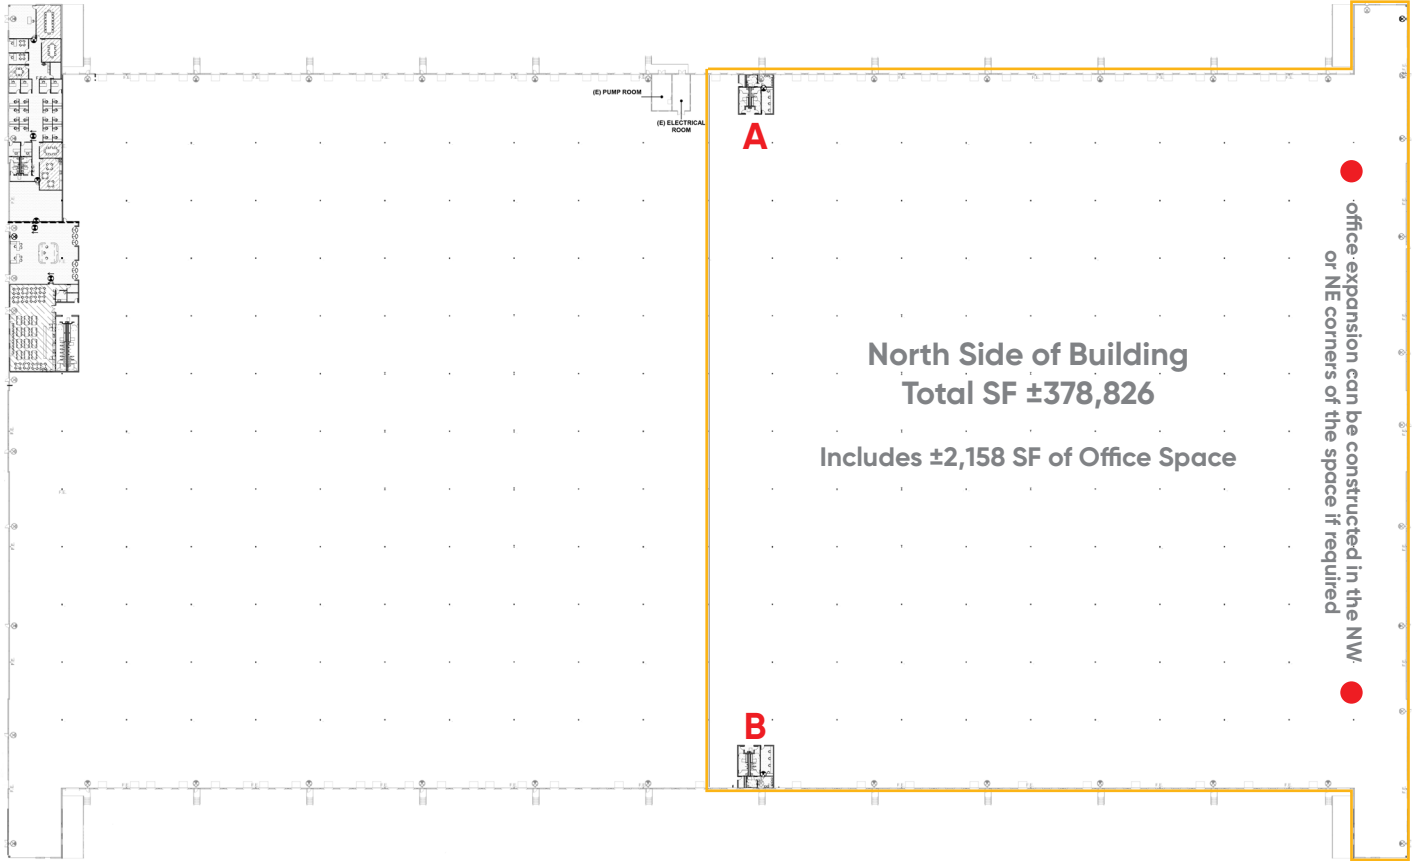 (E) PUMP ROOM
(E) ELECTRICAL
ROOM
A
North Side of Building
Total SF ±378,826
Includes ±2,158 SF of Office Space
office expansion can be constructed in the NW
or NE corners of the space if required
B